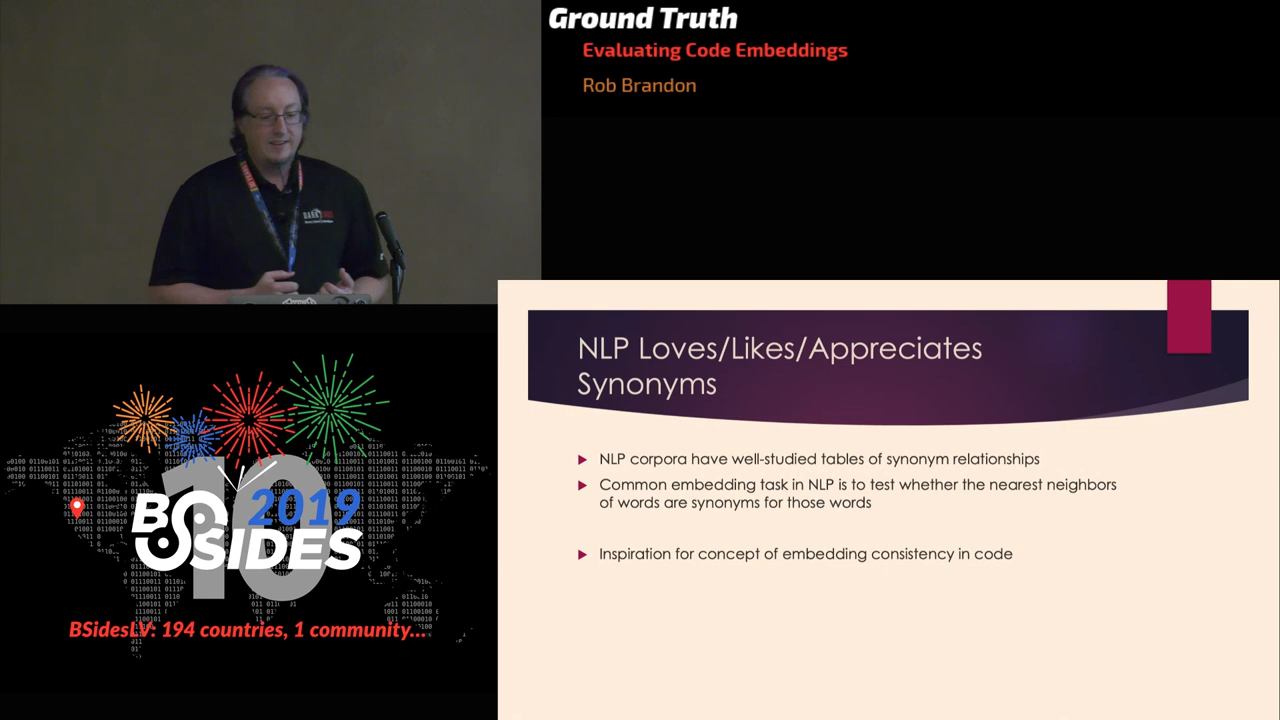 Ground Truth
Evaluating Code Embeddings
Rob Brandon
NLP Loves/Likes/Appreciates
Synonyms
NLP corpora have well-studied tables of synonym relationships
Common embedding task in NLP is to test whether the nearest neighbors
of words are synonyms for those words
Inspiration for concept of embedding consistency in code
10
2019
BSIDES
BSidesLV: 194 countries, 1 community...